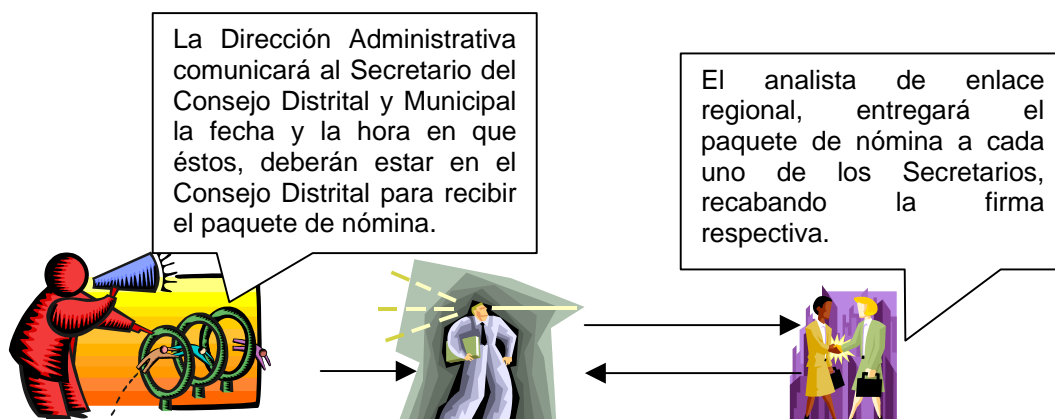 La Dirección Administrativa
comunicará al Secretario del
Consejo Distrital y Municipal
la fecha y la hora en que
éstos, deberán estar en el
Consejo Distrital para recibir
el paquete de nómina.
El analista de enlace
regional, entregará el
paquete de nómina a cada
uno de los Secretarios,
recabando la firma
respectiva.